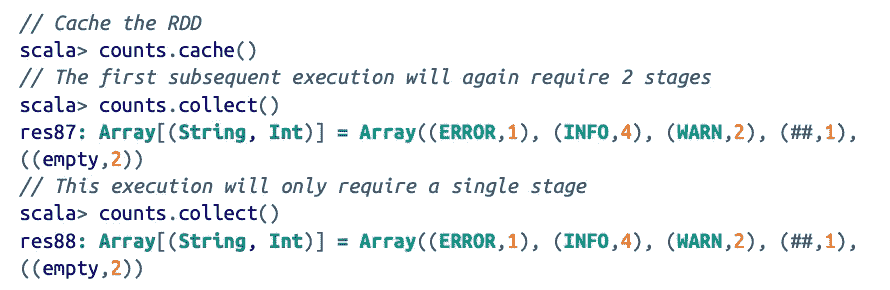 // Cache the RDD
scala> counts.cache()
// The first subsequent execution will again require 2 stages
scala> counts.collect()
res87: Array[(String, Int)] = Array((ERROR,1), (INFO,4), (WARN,2), (##,1),
((empty,2))
// This execution will only require a single stage
scala> counts.collect()
res88: Array[(String, Int)] = Array((ERROR,1), (INFO,4), (WARN,2), (##,1),
((empty,2))